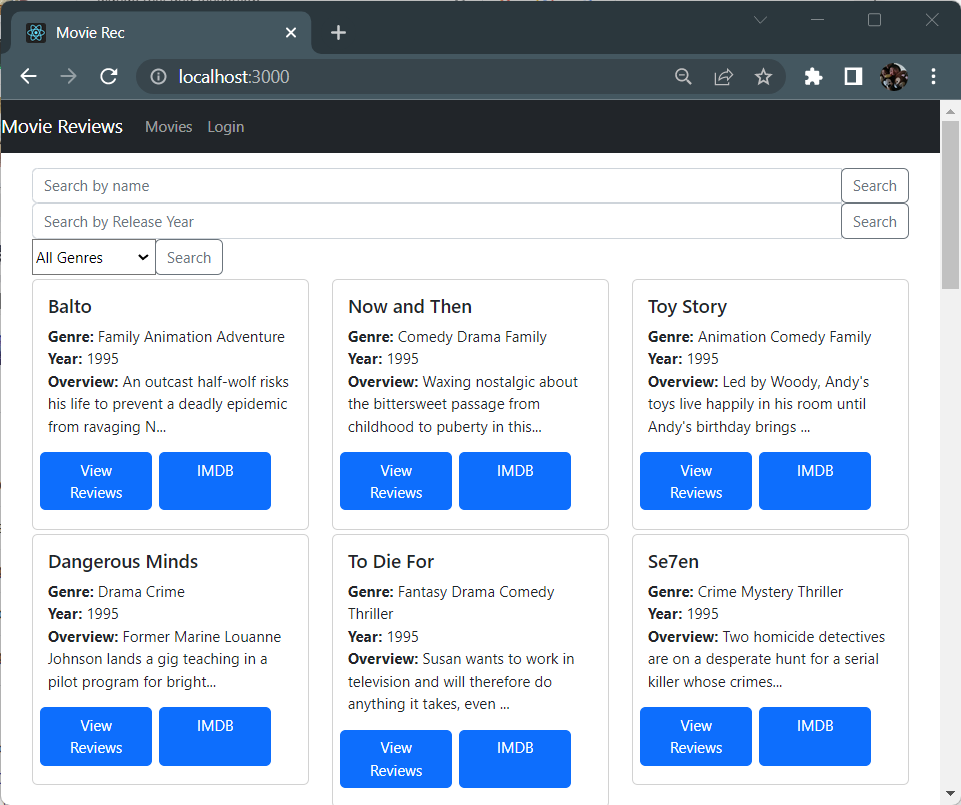 Movie Rec
localhost:3000
Movie Reviews Movies Login
Search by name Search
Search by Release Year Search
All Genres Search
Balto
Genre: Family Animation Adventure
Year: 1995
Overview: An outcast half-wolf risks
his life to prevent a deadly epidemic
from ravaging N...
View
Reviews
IMDB
Now and Then
Genre: Comedy Drama Family
Year: 1995
Overview: Waxing nostalgic about
the bittersweet passage from
childhood to puberty in this...
View
Reviews
IMDB
Toy Story
Genre: Animation Comedy Family
Year: 1995
Overview: Led by Woody, Andy's
toys live happily in his room until
Andy's birthday brings ...
View
Reviews
IMDB
Dangerous Minds
Genre: Drama Crime
Year: 1995
Overview: Former Marine Louanne
Johnson lands a gig teaching in a
pilot program for bright...
View
Reviews
IMDB
To Die For
Genre: Fantasy Drama Comedy
Thriller
Year: 1995
Overview: Susan wants to work in
television and will therefore do
anything it takes, even ...
View
Reviews
IMDB
Se7en
Genre: Crime Mystery Thriller
Year: 1995
Overview: Two homicide detectives
are on a desperate hunt for a serial
killer whose crimes...
View
Reviews
IMDB